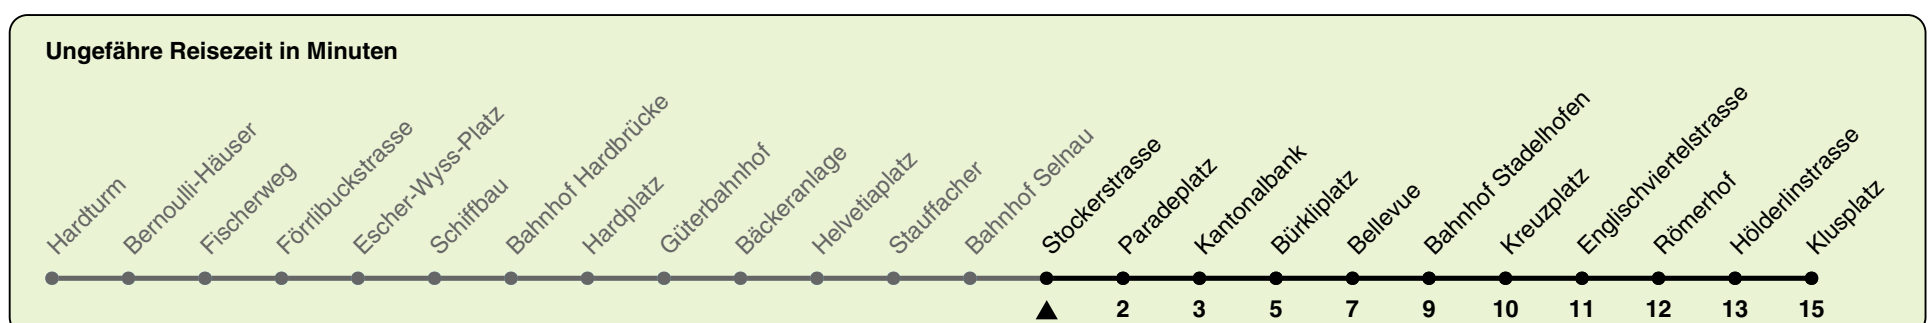 Ungefähre Reisezeit in Minuten
Hardturm
Bernoulli-Häuser
Fischerweg
Förrlibuckstrasse
Escher-Wyss-Platz
Schiffbau
Bahnhof Hardbrücke
Hardplatz
Güterbahnhof
Bäckeranlage
Helvetiaplatz
Stauffacher
Bahnhof Selnau
Stockerstrasse
Paradeplatz
Kantonalbank
Bürkliplatz
Bellevue
Bahnhof Stadelhofen
Kreuzplatz
Englischviertelstrasse
Römerhof
Hölderlinstrasse
Klusplatz
2 3 5 7 9 10 11 12 13 15